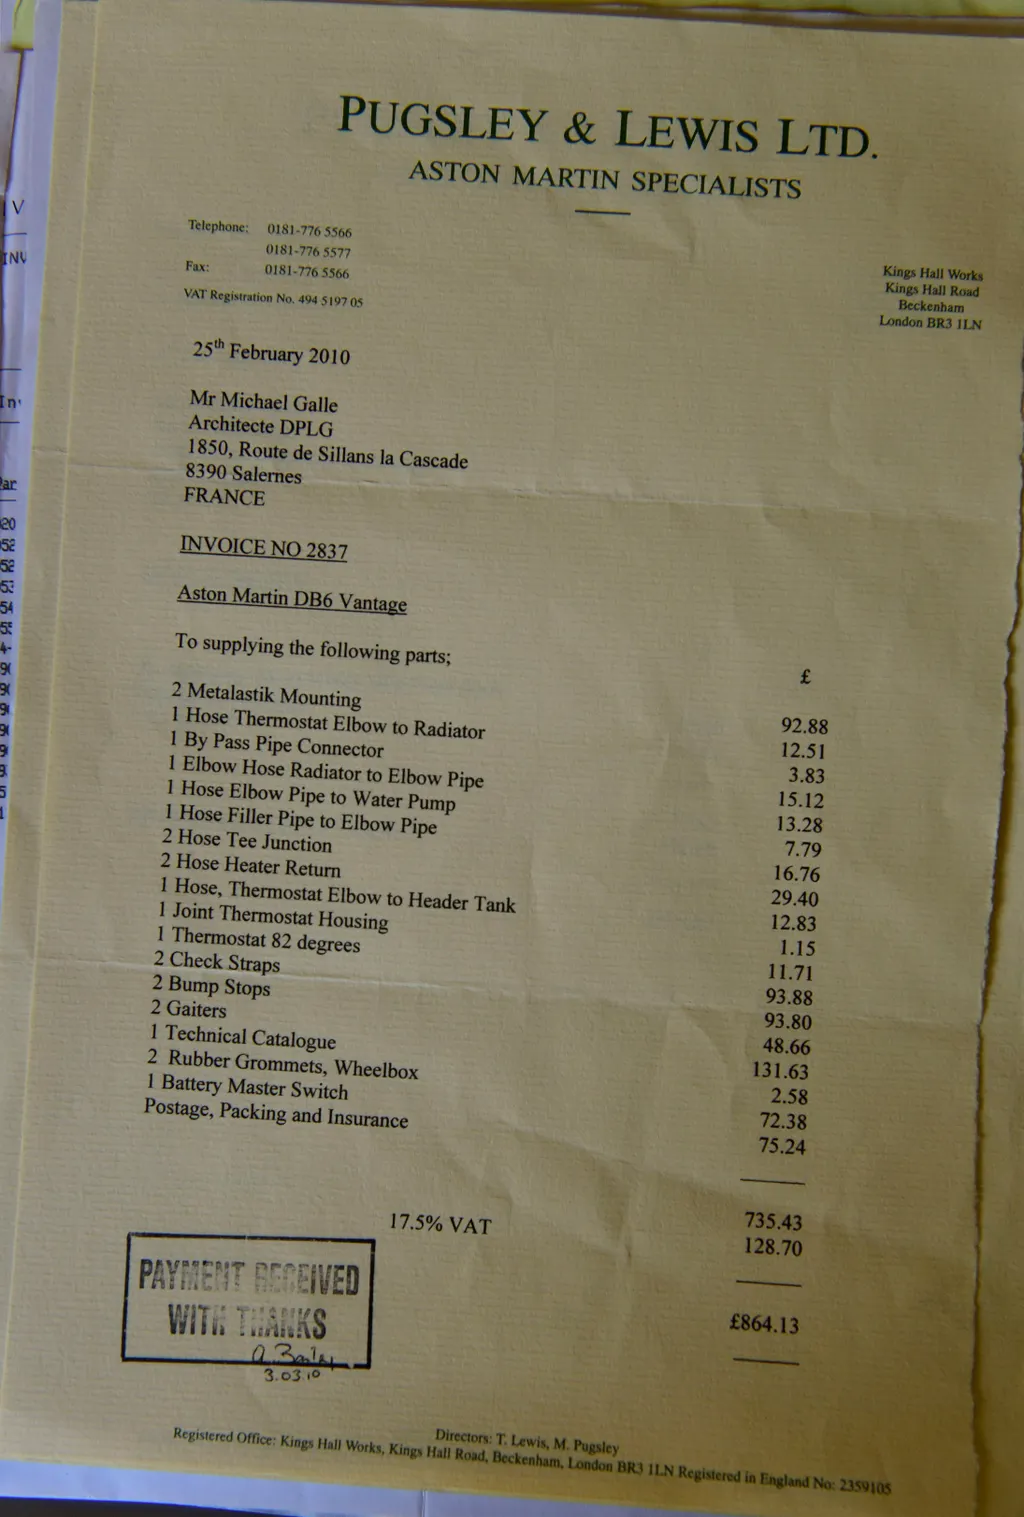 PUGSLEY & LEWIS LTD.
ASTON MARTIN SPECIALISTS
Telephone: 0181-776 5566
0181-776 5577
Fax: 0181-776 5566
VAT Registration No. 494 5197 05
Kings Hall Works
Kings Hall Road
Beckenham
London BR3 1LN
25th February 2010
Mr Michael Galle
Architecte DPLG
1850, Route de Sillans la Cascade
8390 Salernes
FRANCE
INVOICE NO 2837
Aston Martin DB6 Vantage
To supplying the following parts;
£
2 Metalastik Mounting 92.88
1 Hose Thermostat Elbow to Radiator 12.51
1 By Pass Pipe Connector 3.83
1 Elbow Hose Radiator to Elbow Pipe 15.12
1 Hose Elbow Pipe to Water Pump 13.28
1 Hose Filler Pipe to Elbow Pipe 7.79
2 Hose Tee Junction 16.76
2 Hose Heater Return 29.40
1 Hose, Thermostat Elbow to Header Tank 12.83
1 Joint Thermostat Housing 1.15
1 Thermostat 82 degrees 11.71
2 Check Straps 93.88
2 Bump Stops 93.80
2 Gaiters 48.66
1 Technical Catalogue 131.63
2 Rubber Grommets, Wheelbox 2.58
1 Battery Master Switch 72.38
Postage, Packing and Insurance 75.24
735.43
17.5% VAT 128.70
£864.13
PAYMENT RECEIVED
WITH THANKS
A. Bailey
3.03.10
Directors: T. Lewis, M. Pugsley
Registered Office: Kings Hall Works, Kings Hall Road, Beckenham, London BR3 1LN Registered in England No: 2359105